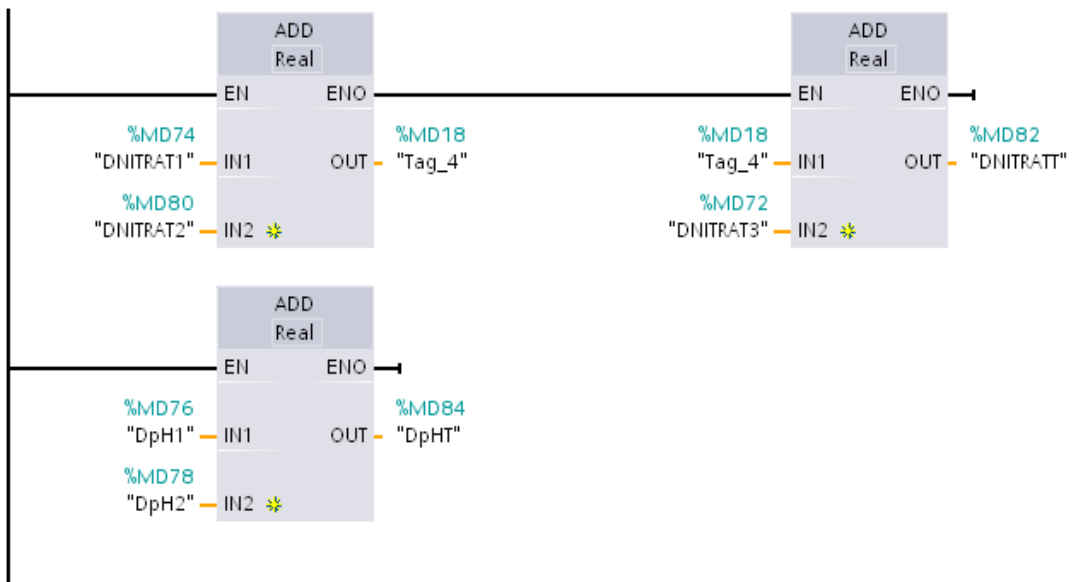 ADD
Real
EN ENO
%MD74
"DNITRAT1" IN1
%MD18
OUT "Tag_4"
%MD80
"DNITRAT2" IN2
ADD
Real
EN ENO
%MD18
"Tag_4" IN1
%MD82
OUT "DNITRATT"
%MD72
"DNITRAT3" IN2
ADD
Real
EN ENO
%MD76
"DpH1" IN1
%MD84
OUT "DpHT"
%MD78
"DpH2" IN2